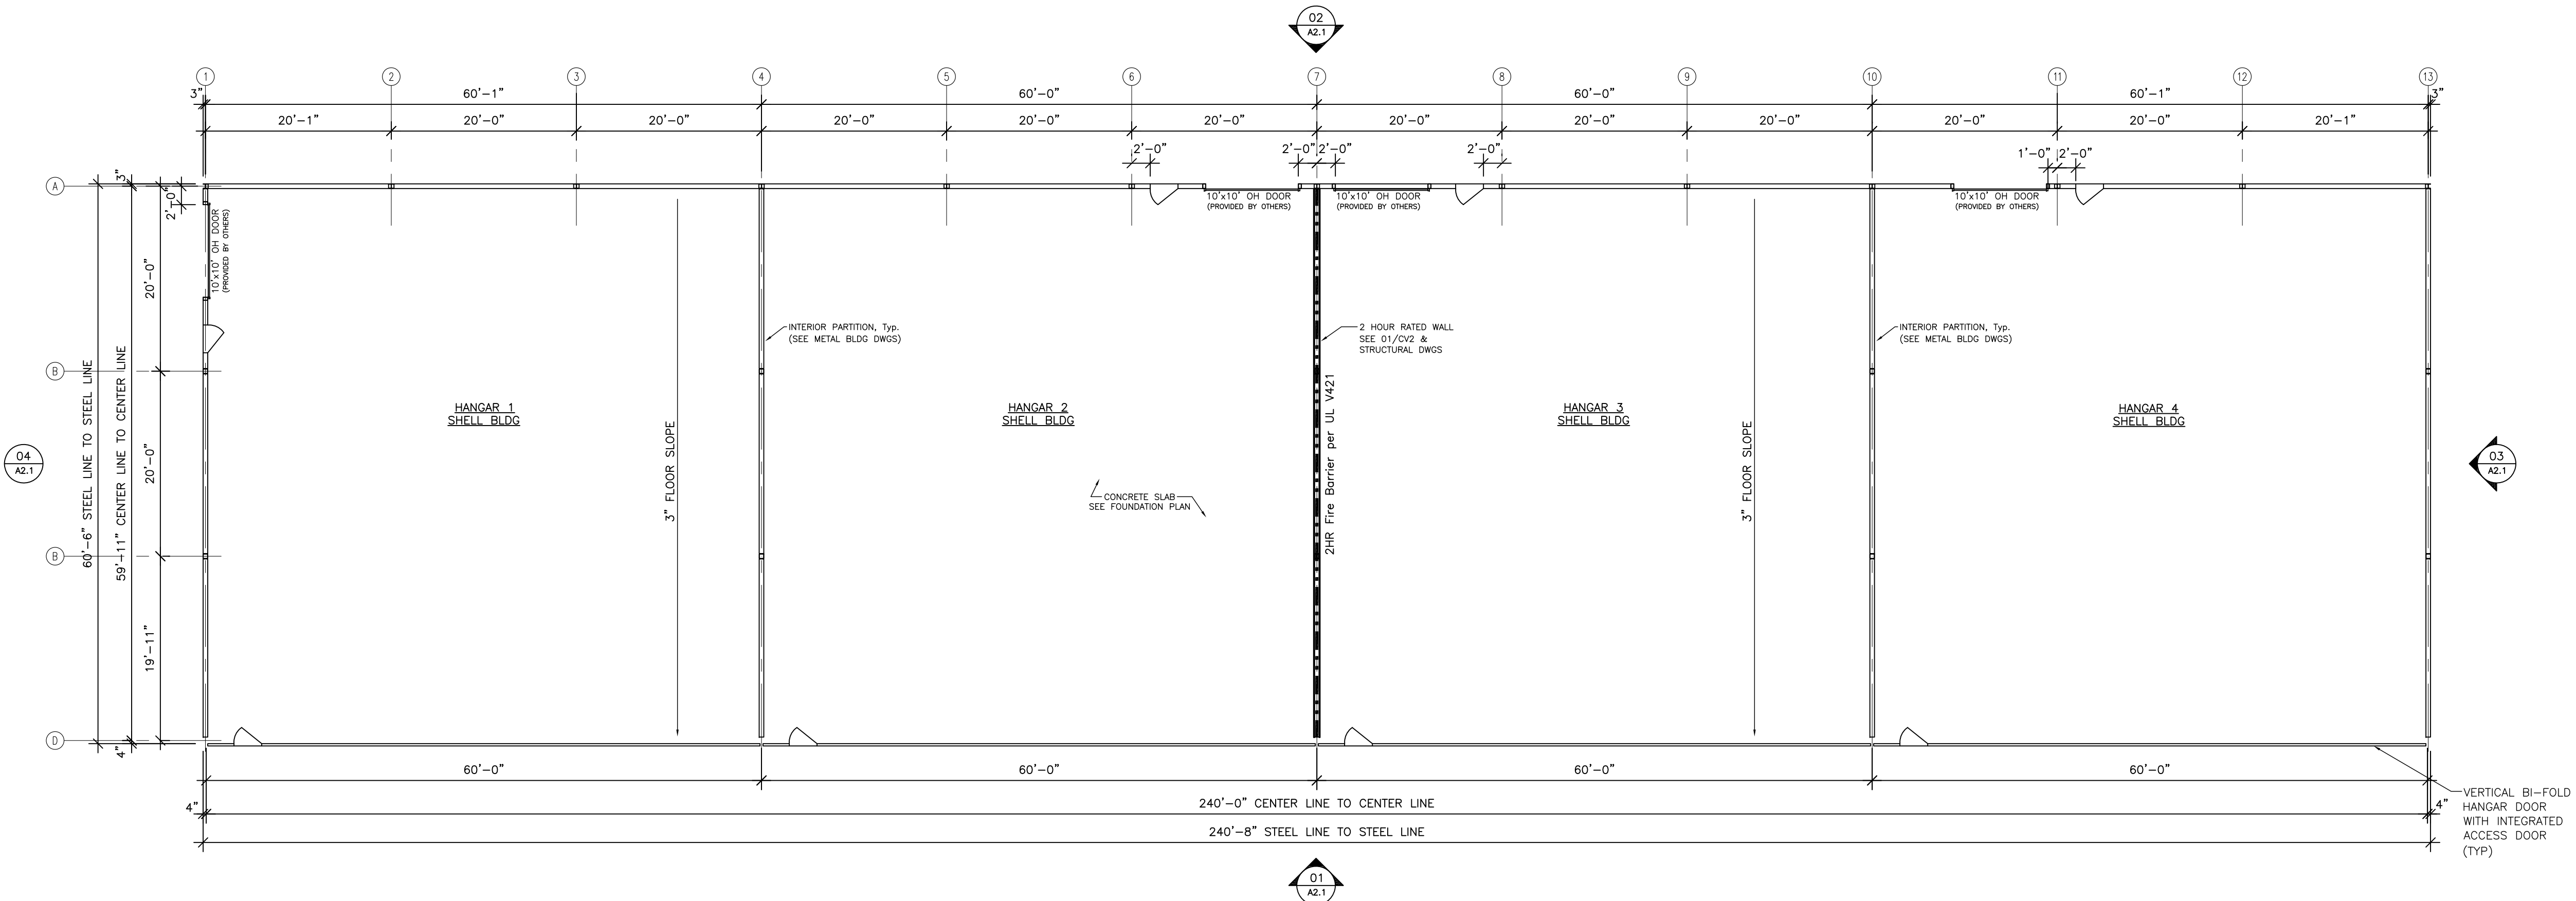 02
A2.1
1
2
3
4
5
6
7
8
9
10
11
12
13
3"
60'-1"
60'-0"
60'-0"
60'-1"
3"
20'-1"
20'-0"
20'-0"
20'-0"
20'-0"
20'-0"
20'-0"
20'-0"
20'-0"
20'-0"
20'-0"
20'-1"
2'-0"
2'-0"
2'-0"
2'-0"
1'-0"
2'-0"
A
3"
2'-0"
10'x10' OH DOOR
(PROVIDED BY OTHERS)
10'x10' OH DOOR
(PROVIDED BY OTHERS)
10'x10' OH DOOR
(PROVIDED BY OTHERS)
10'x10' OH DOOR
(PROVIDED BY OTHERS)
20'-0"
INTERIOR PARTITION, Typ.
(SEE METAL BLDG DWGS)
2 HOUR RATED WALL
SEE 01/CV2 &
STRUCTURAL DWGS
INTERIOR PARTITION, Typ.
(SEE METAL BLDG DWGS)
B
60'-6" STEEL LINE TO STEEL LINE
59'-11" CENTER LINE TO CENTER LINE
HANGAR 1
SHELL BLDG
HANGAR 2
SHELL BLDG
2HR Fire Barrier per UL V421
HANGAR 3
SHELL BLDG
HANGAR 4
SHELL BLDG
04
A2.1
20'-0"
3" FLOOR SLOPE
CONCRETE SLAB
SEE FOUNDATION PLAN
3" FLOOR SLOPE
03
A2.1
B
19'-11"
D
4"
60'-0"
60'-0"
60'-0"
60'-0"
4"
240'-0" CENTER LINE TO CENTER LINE
4"
240'-8" STEEL LINE TO STEEL LINE
VERTICAL BI-FOLD
HANGAR DOOR
WITH INTEGRATED
ACCESS DOOR
(TYP)
01
A2.1